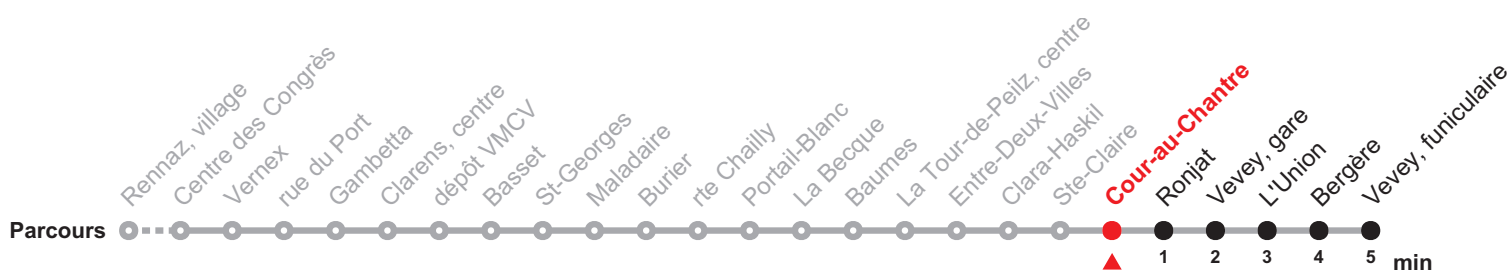 Rennaz, village
Centre des Congrès
Vernex
rue du Port
Gambetta
Clarens, centre
dépôt VMCV
Basset
St-Georges
Maladaire
Burier
rte Chailly
Portail-Blanc
La Becque
Baumes
La Tour-de-Peilz, centre
Entre-Deux-Villes
Clara-Haskil
Ste-Claire
Cour-au-Chantre
Ronjat
Vevey, gare
L'Union
Bergère
Vevey, funiculaire
Parcours
1 2 3 4 5 min